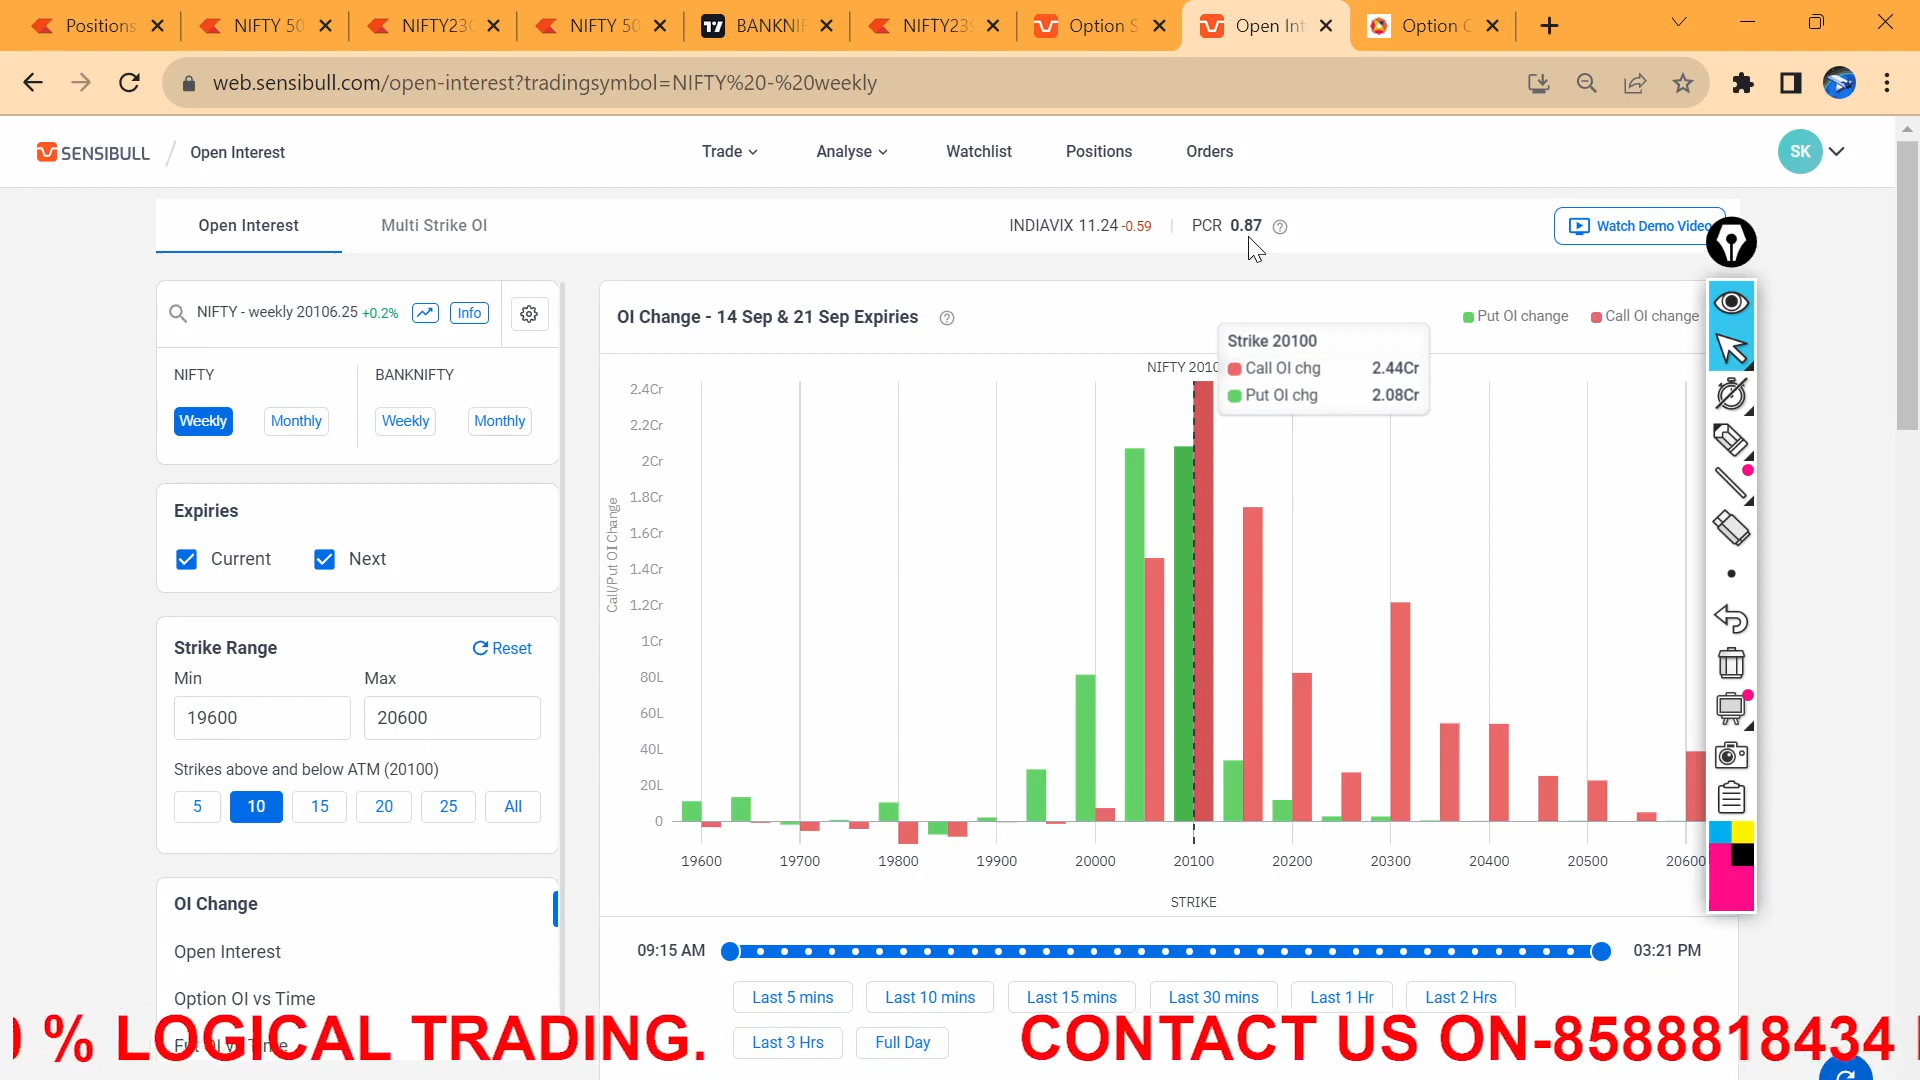 Positions
NIFTY 50
NIFTY23
NIFTY 50
BANKNIF
NIFTY23
Option S
Open Int
Option C
web.sensibull.com/open-interest?tradingsymbol=NIFTY%20-%20weekly
SENSIBULL / Open Interest
Trade
Analyse
Watchlist
Positions
Orders
SK
Open Interest
Multi Strike OI
INDIAVIX 11.24 -0.59
PCR 0.87
Watch Demo Video
NIFTY - weekly 20106.25 +0.2%
Info
NIFTY
BANKNIFTY
Weekly
Monthly
Weekly
Monthly
Expiries
Current
Next
Strike Range
Reset
Min
Max
19600
20600
Strikes above and below ATM (20100)
5
10
15
20
25
All
OI Change
Open Interest
Option OI vs Time
OI Change - 14 Sep & 21 Sep Expiries
Put OI change
Call OI change
NIFTY 2010
Strike 20100
Call OI chg 2.44Cr
Put OI chg 2.08Cr
Call/Put OI Change
2.4Cr
2.2Cr
2Cr
1.8Cr
1.6Cr
1.4Cr
1.2Cr
1Cr
80L
60L
40L
20L
0
19600
19700
19800
19900
20000
20100
20200
20300
20400
20500
20600
STRIKE
09:15 AM
03:21 PM
Last 5 mins
Last 10 mins
Last 15 mins
Last 30 mins
Last 1 Hr
Last 2 Hrs
Last 3 Hrs
Full Day
% LOGICAL TRADING.
CONTACT US ON-8588818434